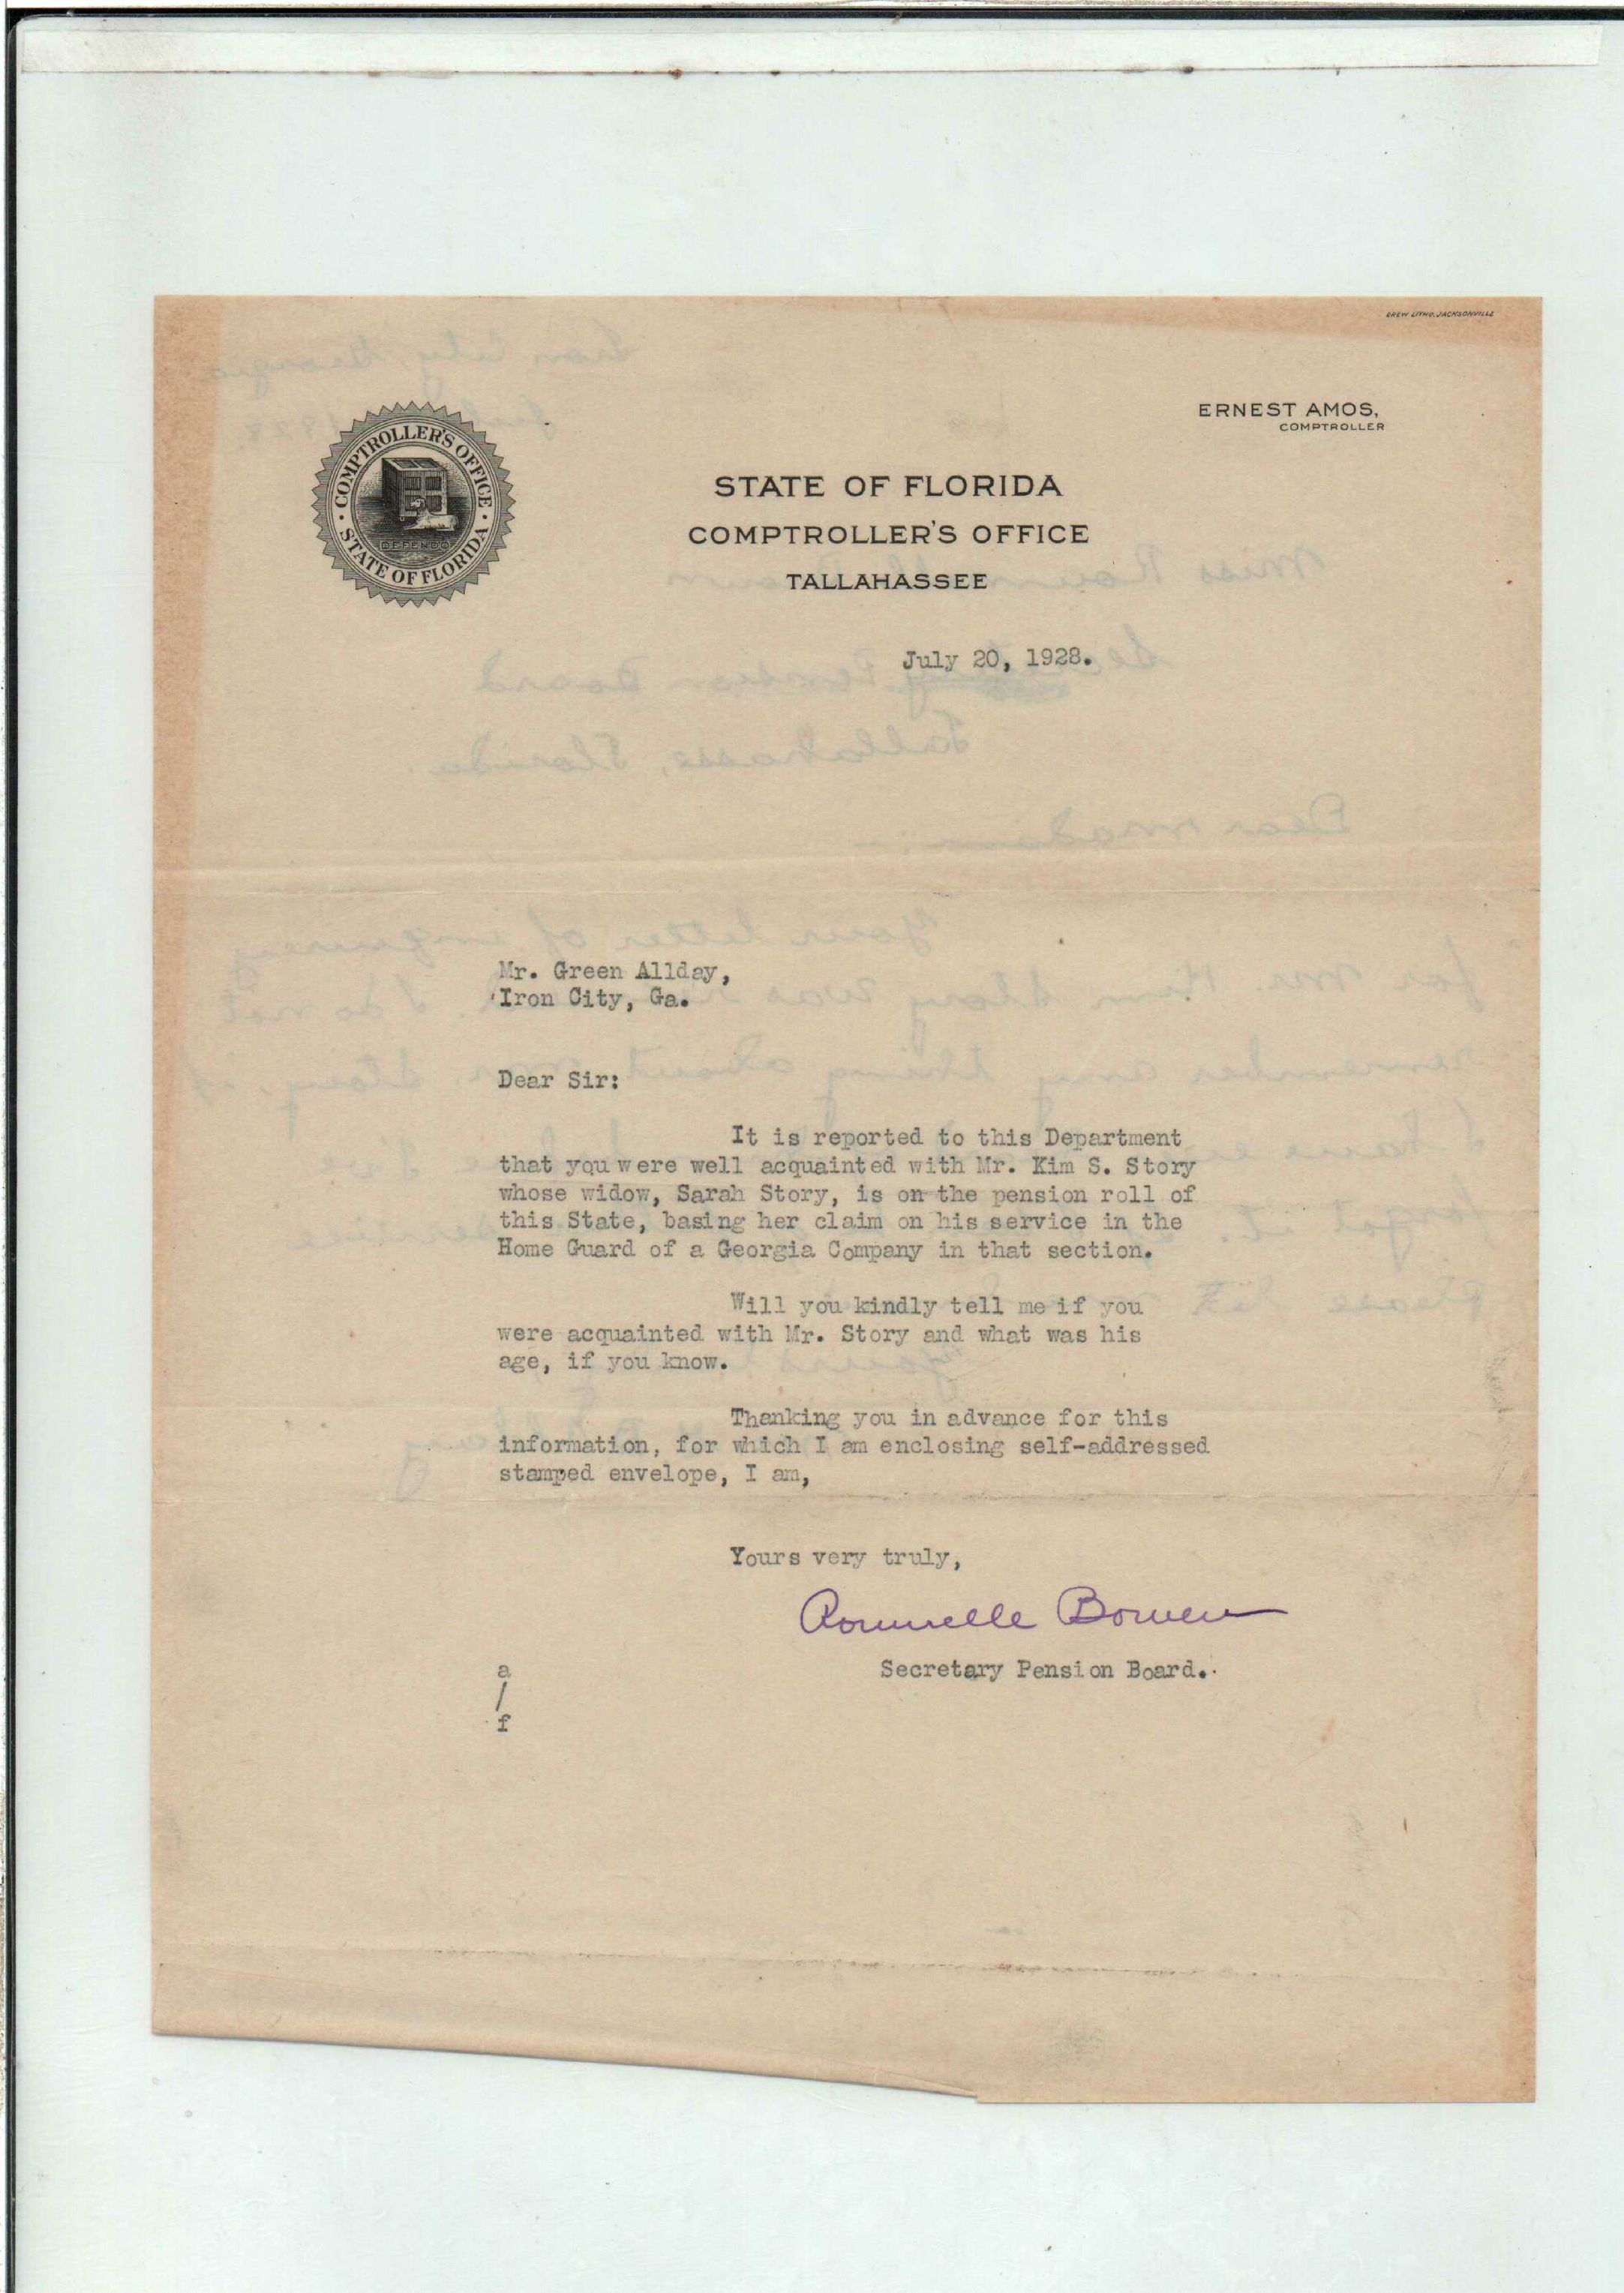 DREW LITHO. JACKSONVILLE
ERNEST AMOS,
COMPTROLLER
COMPTROLLER'S OFFICE
STATE OF FLORIDA
DEFENDO
STATE OF FLORIDA
COMPTROLLER'S OFFICE
TALLAHASSEE
July 20, 1928.
Mr. Green Allday,
Iron City, Ga.
Dear Sir:
It is reported to this Department
that you were well acquainted with Mr. Kim S. Story
whose widow, Sarah Story, is on the pension roll of
this State, basing her claim on his service in the
Home Guard of a Georgia Company in that section.
Will you kindly tell me if you
were acquainted with Mr. Story and what was his
age, if you know.
Thanking you in advance for this
information, for which I am enclosing self-addressed
stamped envelope, I am,
Yours very truly,
Bowen
Secretary Pension Board.
a
/
f